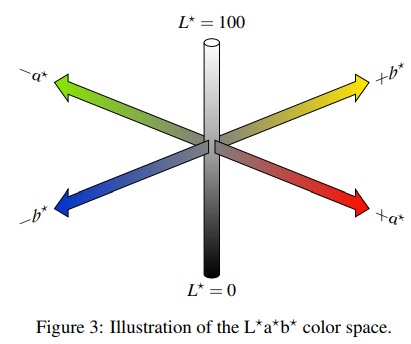 L* = 100
−a*
+b*
−b*
+a*
L* = 0
Figure 3: Illustration of the L*a*b* color space.